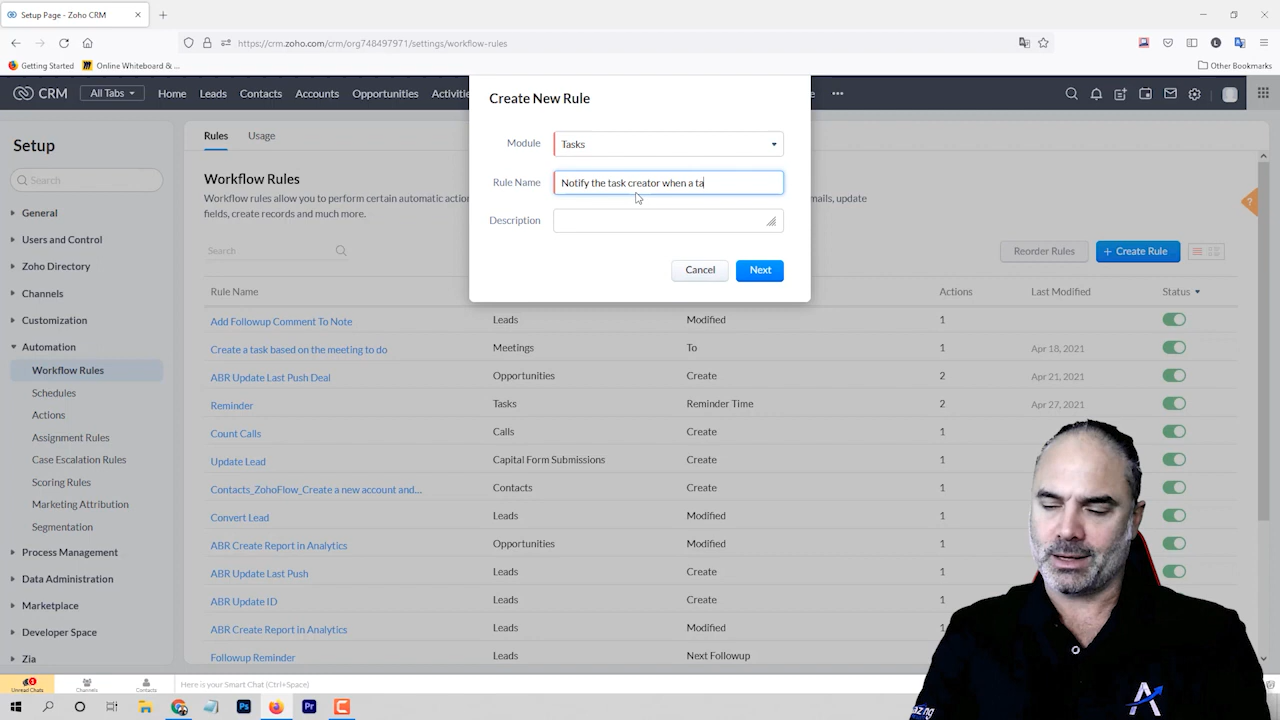 Setup Page - Zoho CRM
https://crm.zoho.com/crm/org748497971/settings/workflow-rules
Getting Started
Online Whiteboard & ...
Other Bookmarks
CRM
All Tabs
Home
Leads
Contacts
Accounts
Opportunities
Setup
Search
General
Users and Control
Zoho Directory
Channels
Customization
Automation
Workflow Rules
Schedules
Actions
Assignment Rules
Case Escalation Rules
Scoring Rules
Marketing Attribution
Segmentation
Process Management
Data Administration
Marketplace
Developer Space
Zia
Rules
Usage
Workflow Rules
Workflow rules allow you to perform certain automatic
fields, create records and much more.
Search
Reorder Rules
+ Create Rule
Create New Rule
Module
Tasks
Rule Name
Notify the task creator when a ta
Description
Cancel
Next
Rule Name Actions Last Modified Status
Add Followup Comment To Note Leads Modified 1
Create a task based on the meeting to do Meetings To 1 Apr 18, 2021
ABR Update Last Push Deal Opportunities Create 2 Apr 21, 2021
Reminder Tasks Reminder Time 2 Apr 27, 2021
Count Calls Calls Create 1
Update Lead Capital Form Submissions Create 1
Contacts_ZohoFlow_Create a new account and... Contacts Create 1
Convert Lead Leads Modified 1
ABR Create Report in Analytics Opportunities Modified 1
ABR Update Last Push Leads Create 1
ABR Update ID Leads Create 1
ABR Create Report in Analytics Leads Modified 1
Followup Reminder Leads Next Followup
Unread Chats
Channels
Contacts
Here is your Smart Chat (Ctrl+Space)